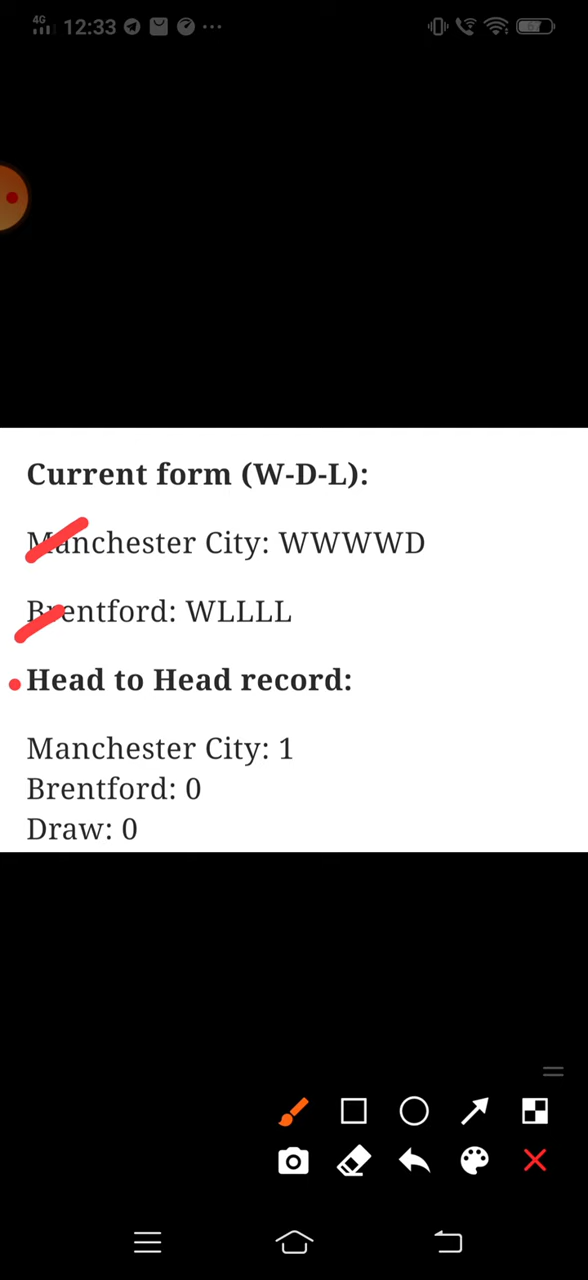 4G 12:33
Current form (W-D-L):
Manchester City: WWWWD
Brentford: WLLLL
Head to Head record:
Manchester City: 1
Brentford: 0
Draw: 0